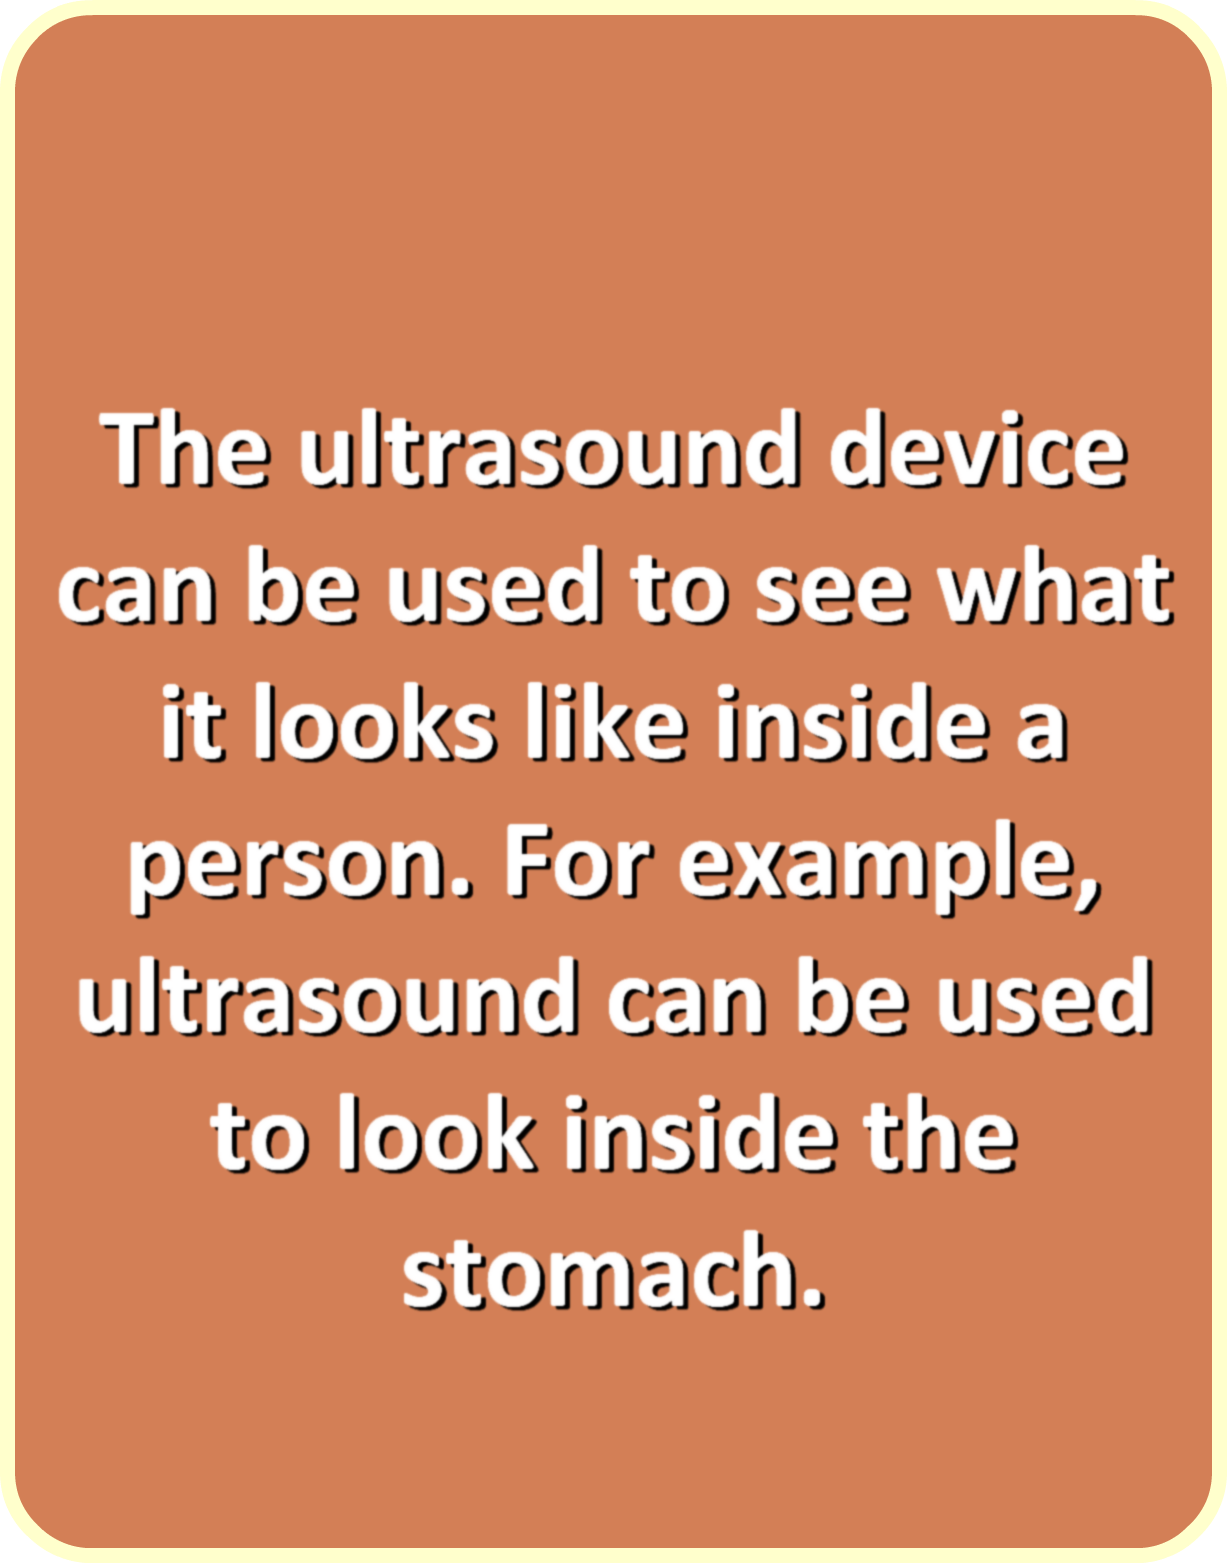 The ultrasound device
can be used to see what
it looks like inside a
person. For example,
ultrasound can be used
to look inside the
stomach.